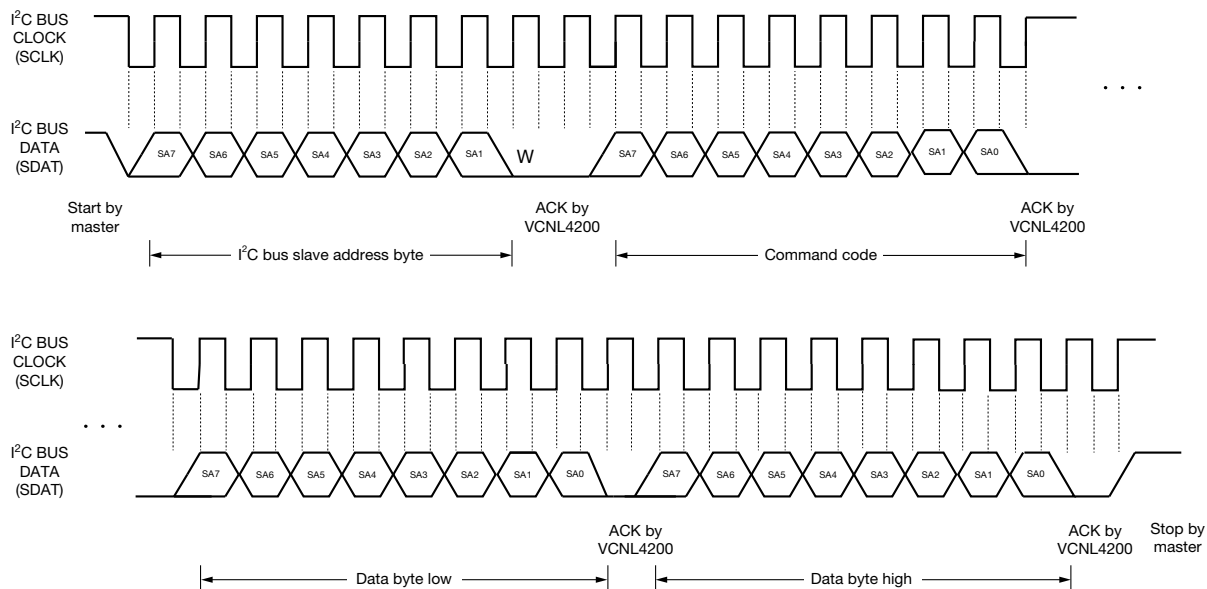 I²C BUS
CLOCK
(SCLK)
. . .
I²C BUS
DATA
(SDAT)
SA7 SA6 SA5 SA4 SA3 SA2 SA1 W SA7 SA6 SA5 SA4 SA3 SA2 SA1 SA0
Start by
master
ACK by
VCNL4200
ACK by
VCNL4200
I²C bus slave address byte
Command code
I²C BUS
CLOCK
(SCLK)
. . .
I²C BUS
DATA
(SDAT)
SA7 SA6 SA5 SA4 SA3 SA2 SA1 SA0 SA7 SA6 SA5 SA4 SA3 SA2 SA1 SA0
ACK by
VCNL4200
ACK by
VCNL4200
Stop by
master
Data byte low
Data byte high